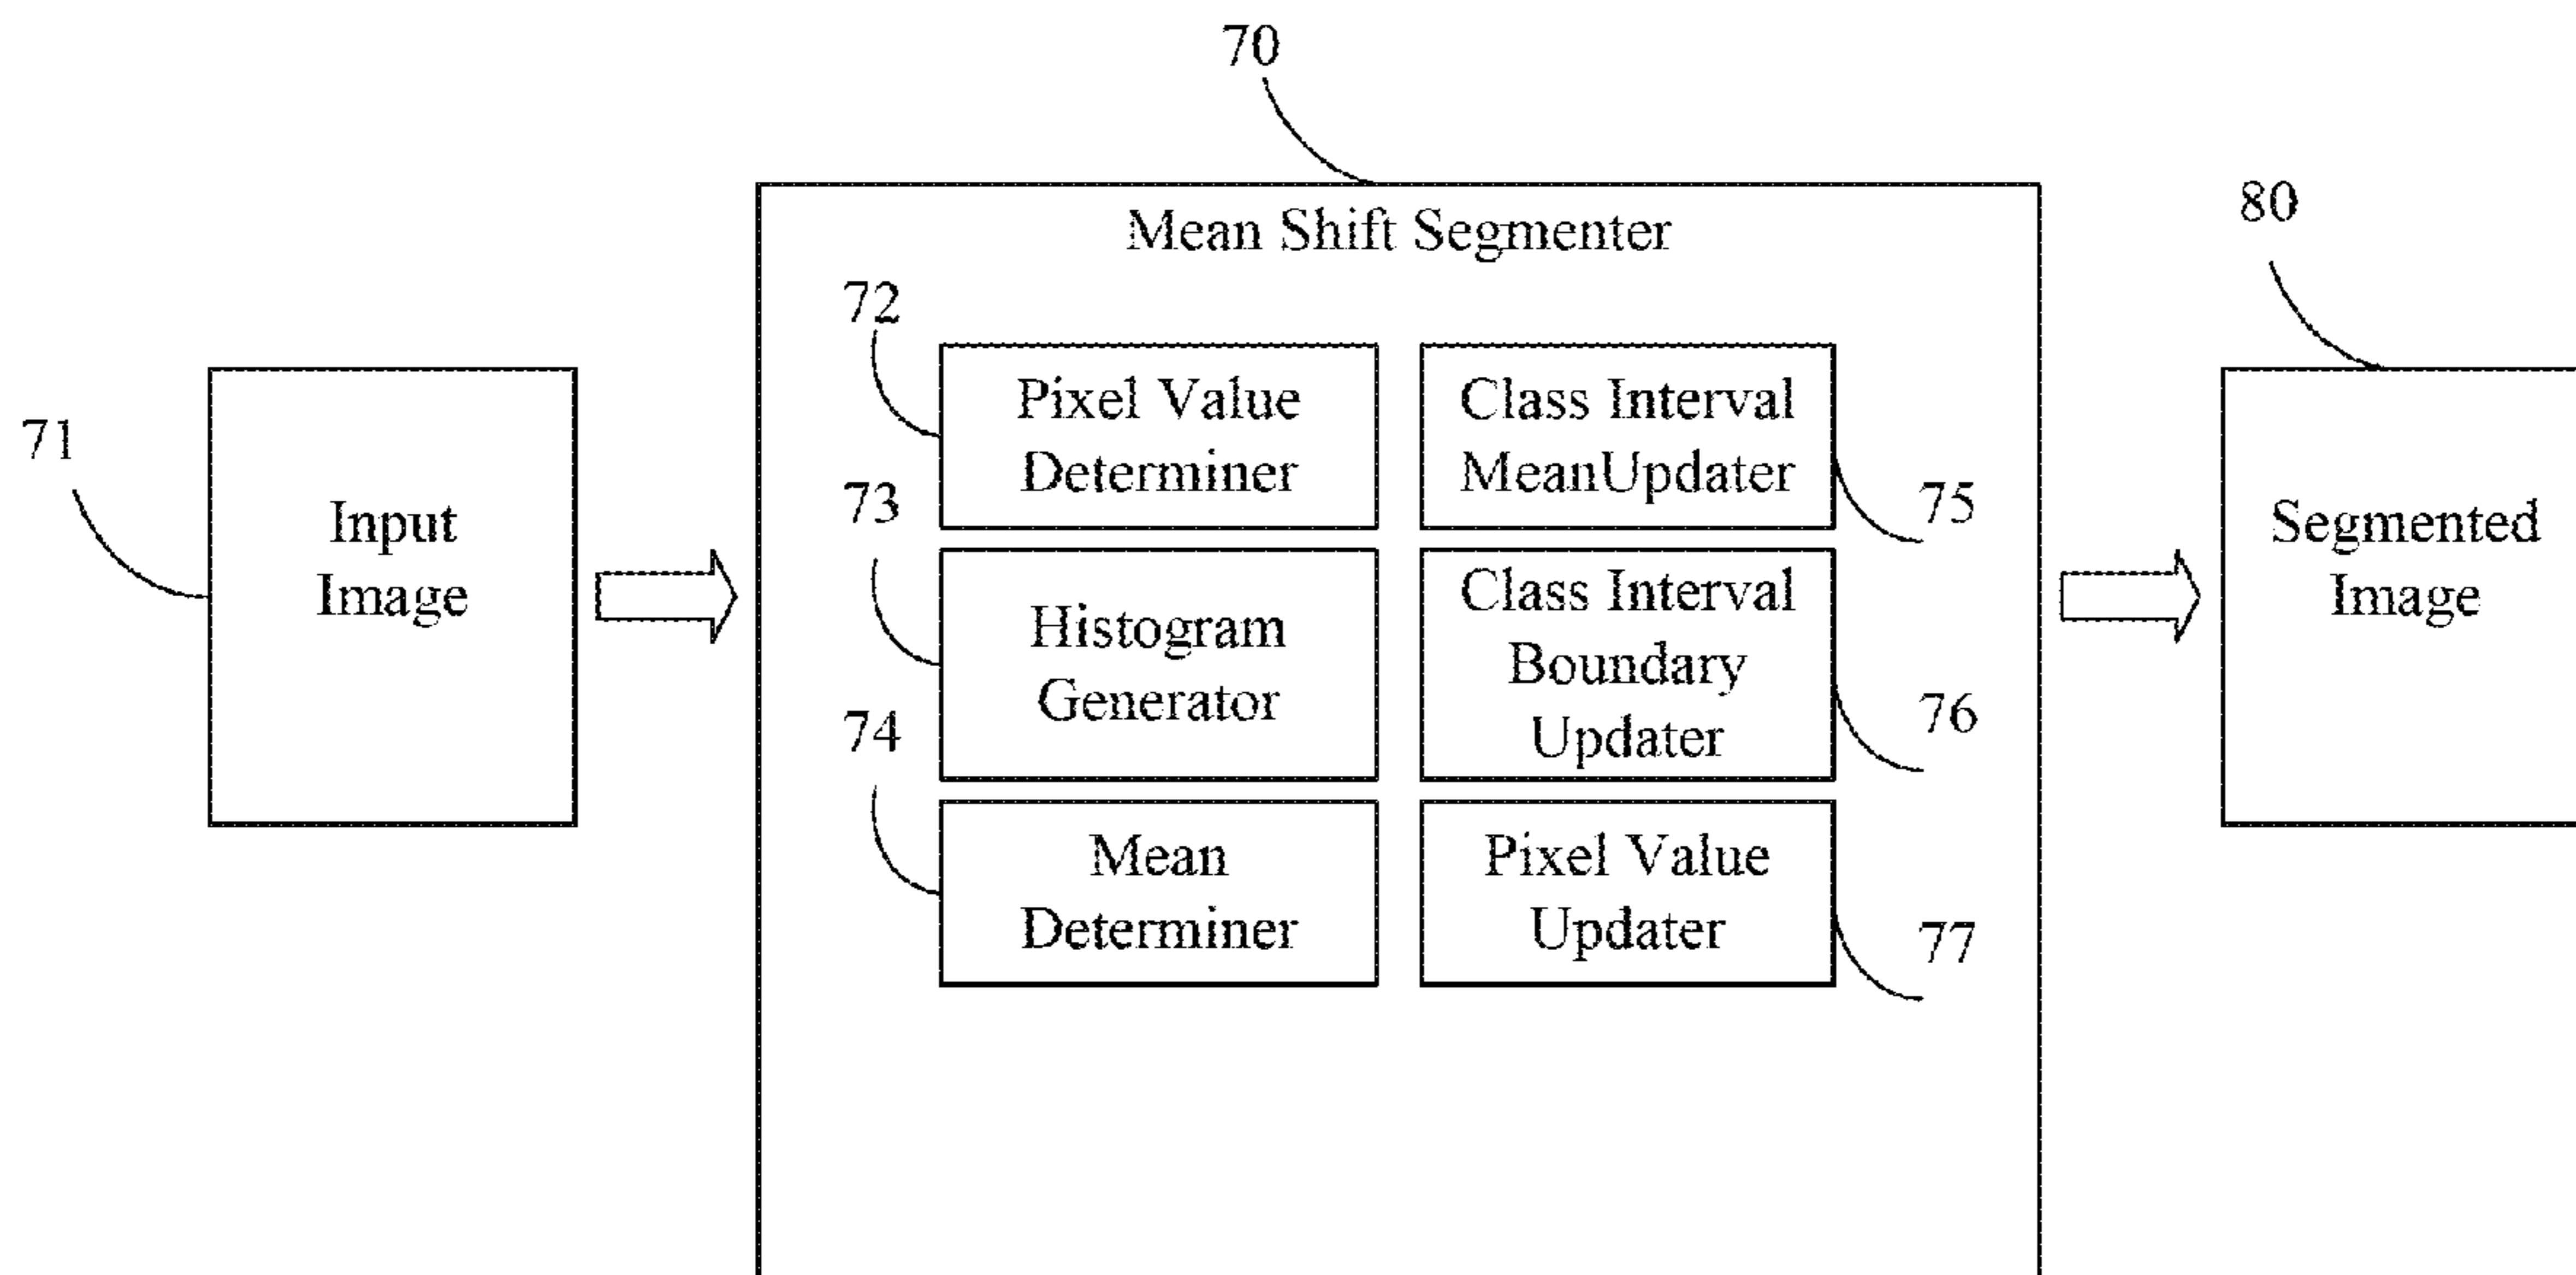 70
Mean Shift Segmenter
80
71
Input
Image
72
Pixel Value
Determiner
Class Interval
MeanUpdater
75
73
Histogram
Generator
Class Interval
Boundary
Updater
76
74
Mean
Determiner
Pixel Value
Updater
77
Segmented
Image